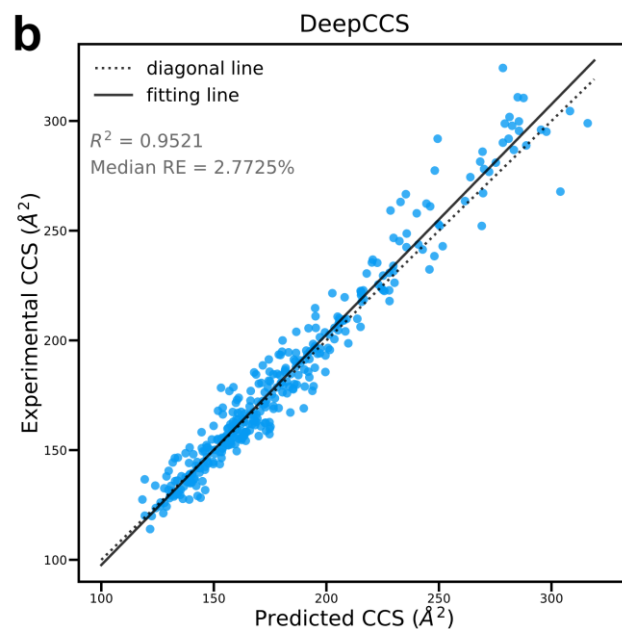 b
DeepCCS
diagonal line
fitting line
R² = 0.9521
Median RE = 2.7725%
Experimental CCS (Å²)
300
250
200
150
100
100 150 200 250 300
Predicted CCS (Å²)